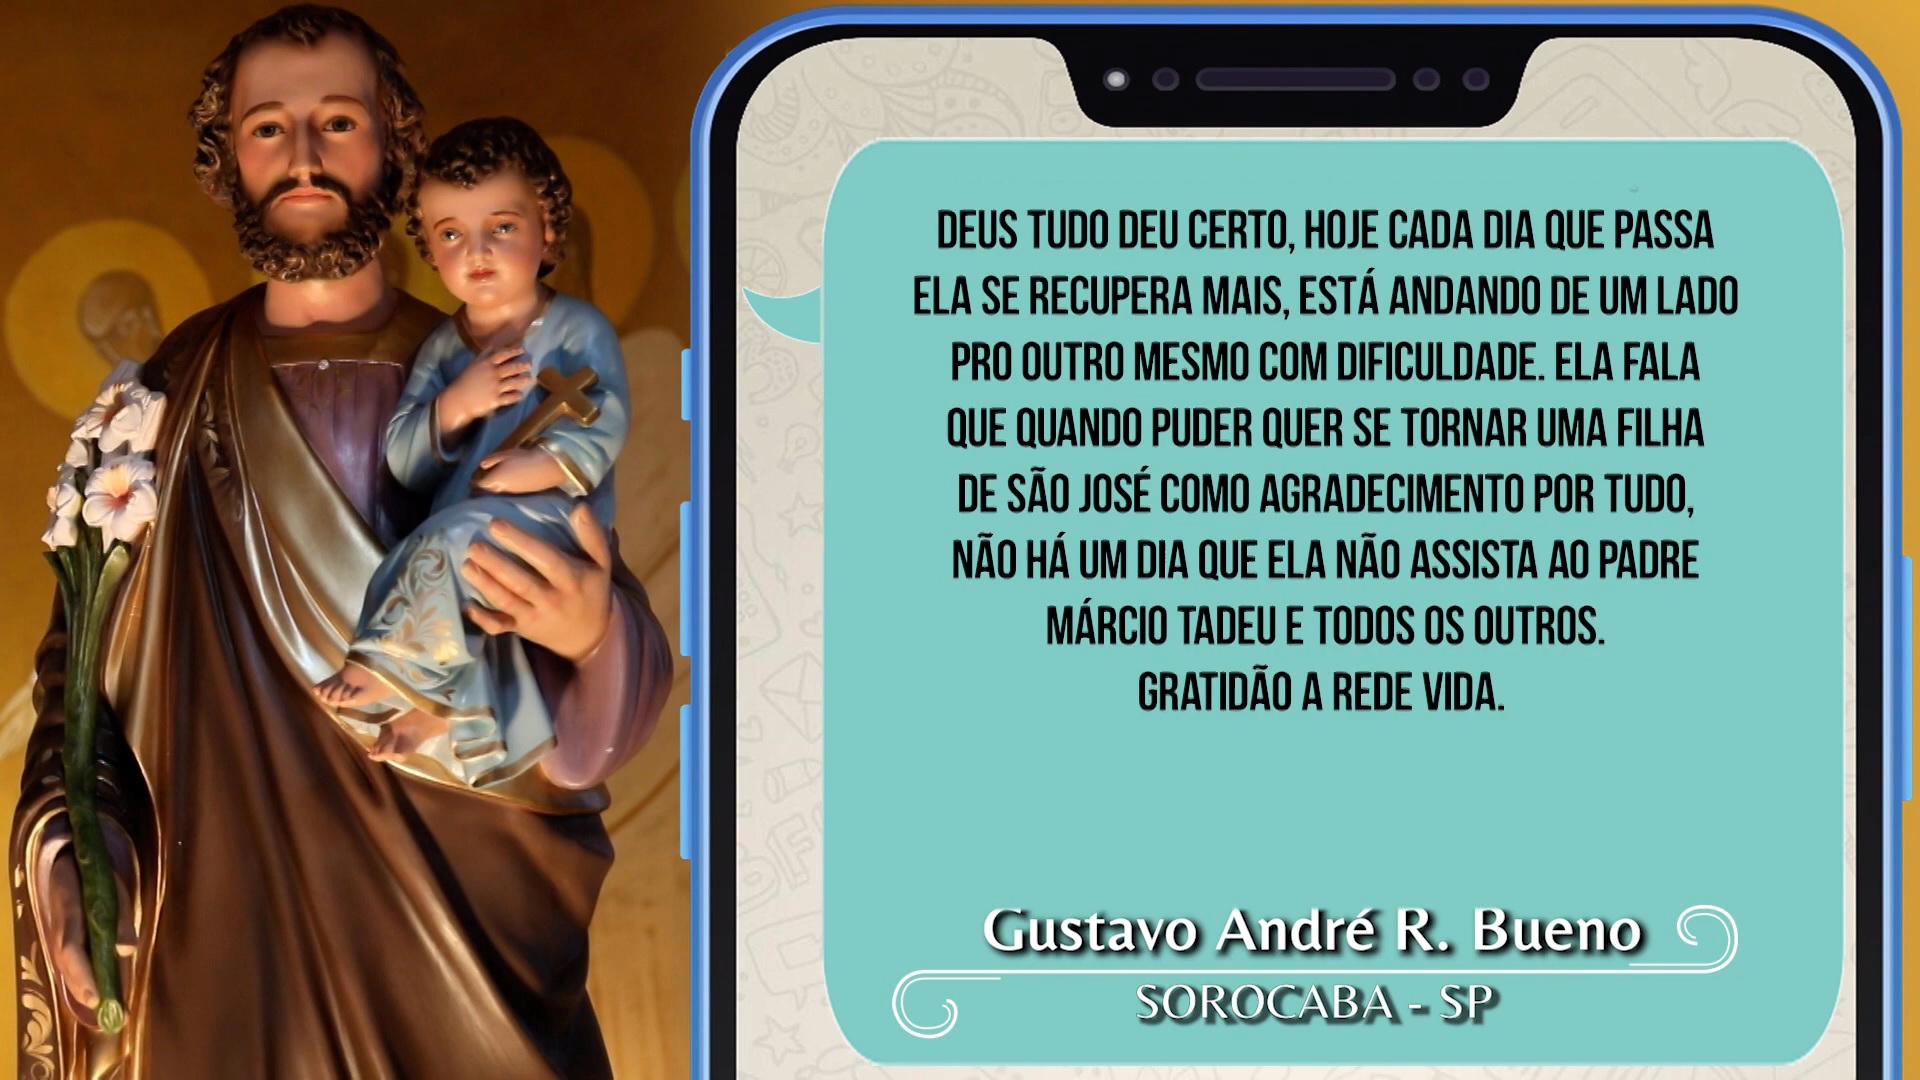 DEUS TUDO DEU CERTO, HOJE CADA DIA QUE PASSA
ELA SE RECUPERA MAIS, ESTÁ ANDANDO DE UM LADO
PRO OUTRO MESMO COM DIFICULDADE. ELA FALA
QUE QUANDO PUDER QUER SE TORNAR UMA FILHA
DE SÃO JOSÉ COMO AGRADECIMENTO POR TUDO,
NÃO HÁ UM DIA QUE ELA NÃO ASSISTA AO PADRE
MÁRCIO TADEU E TODOS OS OUTROS.
GRATIDÃO A REDE VIDA.
Gustavo André R. Bueno
SOROCABA - SP